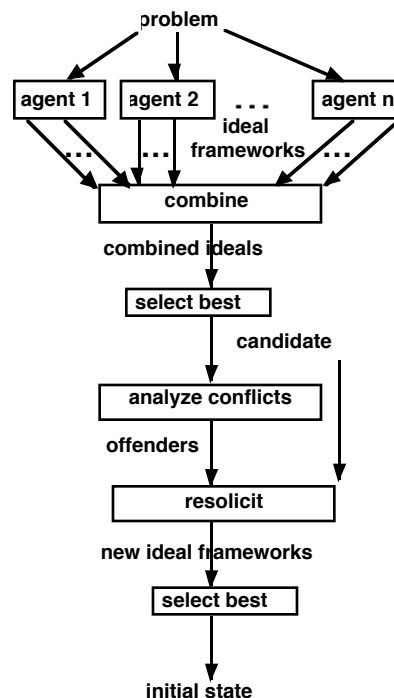 problem
agent 1 agent 2 ... agent n
ideal
... ... frameworks ...
combine
combined ideals
select best
candidate
analyze conflicts
offenders
resolicit
new ideal frameworks
select best
initial state